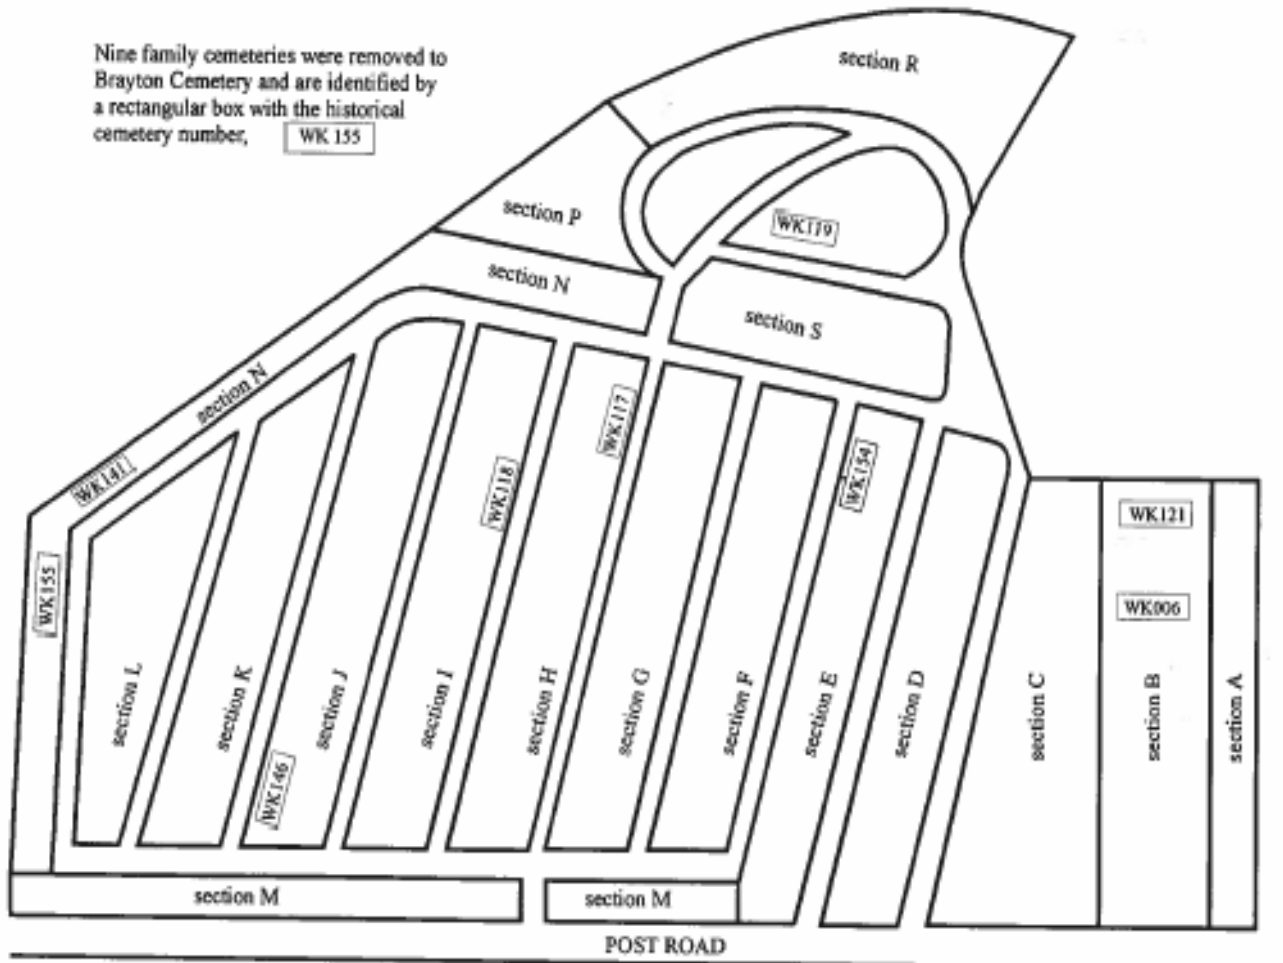 Nine family cemeteries were removed to
Brayton Cemetery and are identified by
a rectangular box with the historical
cemetery number,
WK 155
section R
section P
section N
WK119
section S
section N
WK141
WK155
WK118
WK117
WK154
WK121
WK006
section L
section K
section J
section I
section H
section G
section F
section E
section D
section C
section B
section A
WK146
section M
section M
POST ROAD